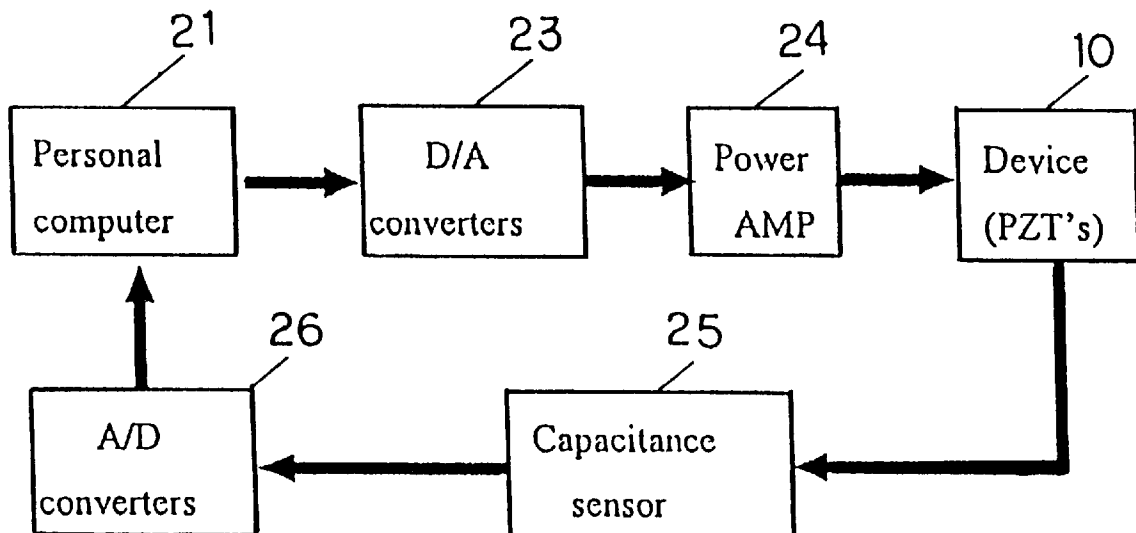 21
23
24
10
Personal
computer
D/A
converters
Power
AMP
Device
(PZT's)
26
25
A/D
converters
Capacitance
sensor